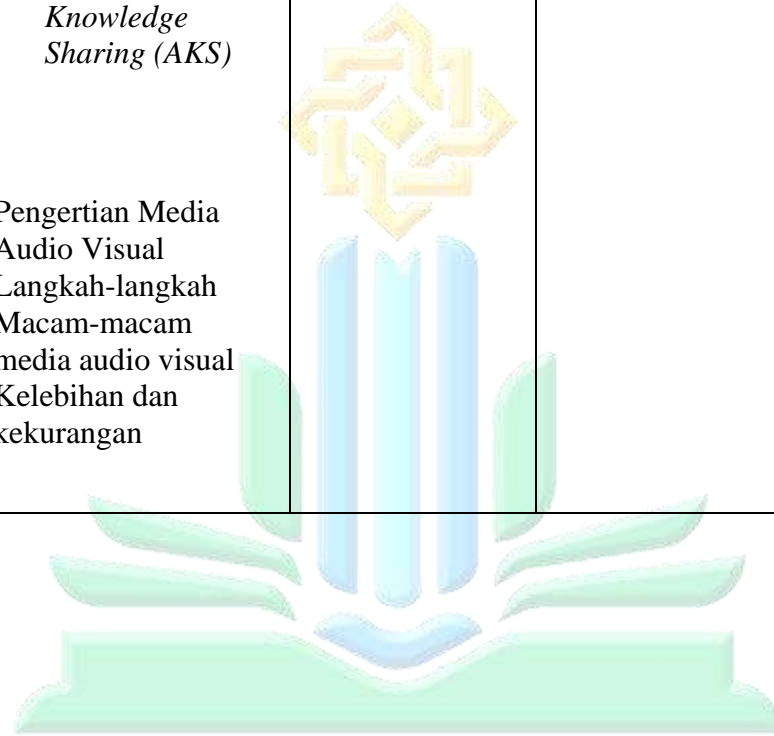 Knowledge
Sharing (AKS)
Pengertian Media
Audio Visual
Langkah-langkah
Macam-macam
media audio visual
Kelebihan dan
kekurangan